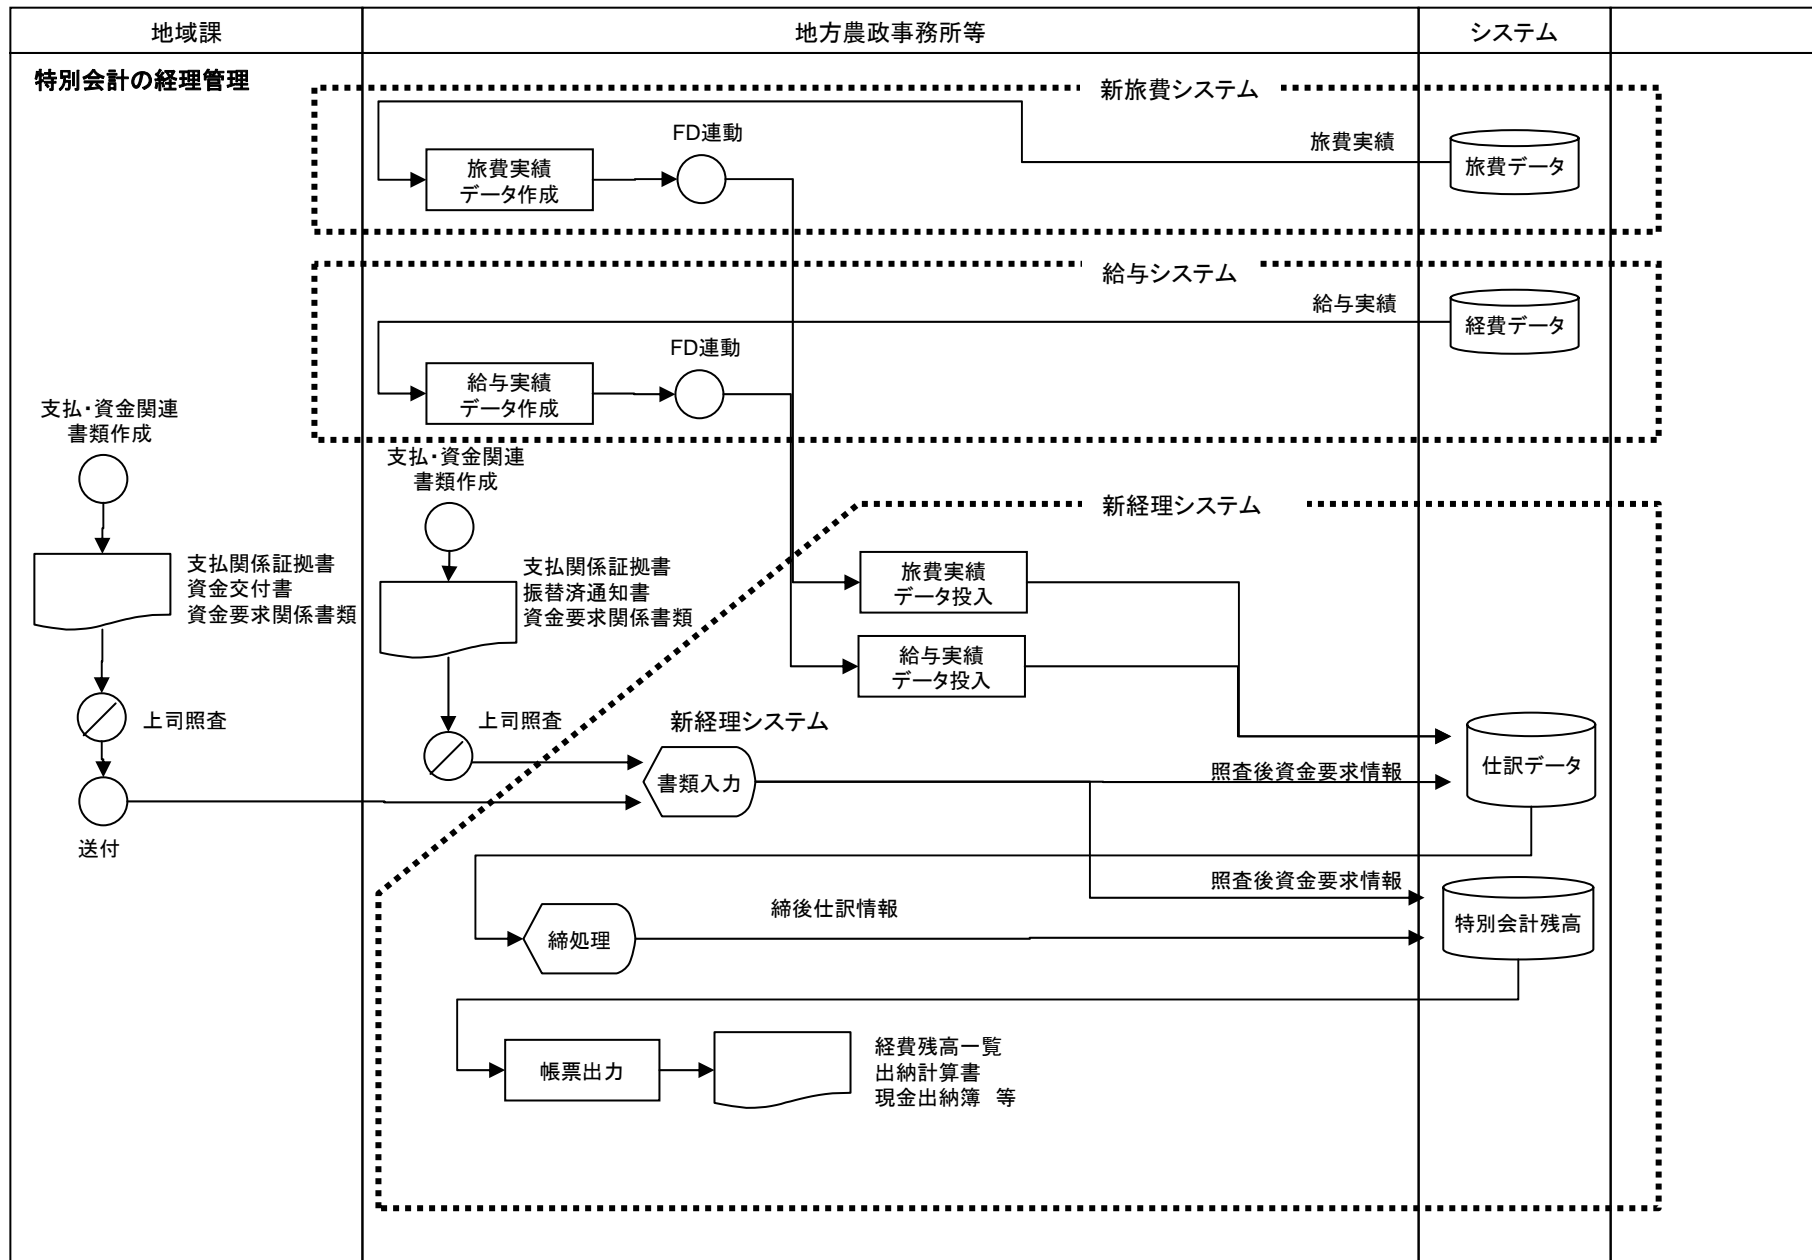 地域課
地方農政事務所等
システム
特別会計の経理管理
新旅費システム
FD連動
旅費実績
旅費実績
データ作成
旅費データ
給与システム
給与実績
経費データ
FD連動
給与実績
データ作成
支払・資金関連
書類作成
支払・資金関連
書類作成
新経理システム
支払関係証拠書
資金交付書
資金要求関係書類
支払関係証拠書
振替済通知書
資金要求関係書類
旅費実績
データ投入
給与実績
データ投入
上司照査
上司照査
新経理システム
書類入力
照査後資金要求情報
仕訳データ
送付
照査後資金要求情報
締後仕訳情報
締処理
特別会計残高
帳票出力
経費残高一覧
出納計算書
現金出納簿　等